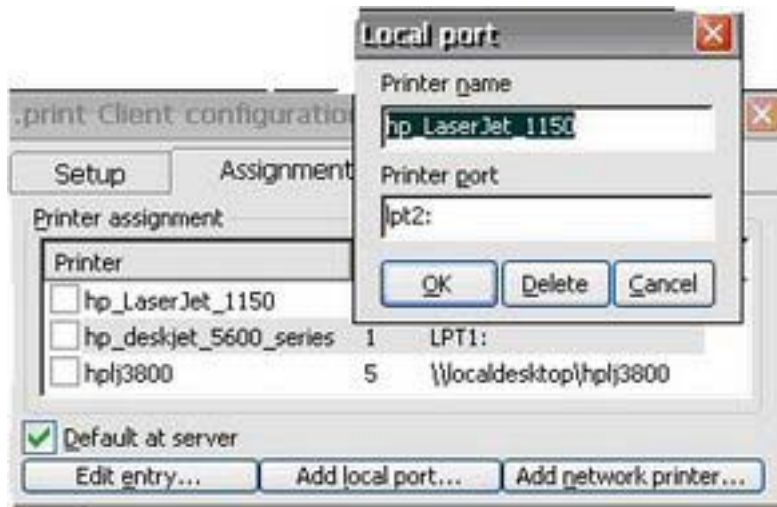 Local port
Printer name
hp_LaserJet_1150
Printer port
lpt2:
OK Delete Cancel
.print Client configuratio
Setup Assignment
Printer assignment
Printer
hp_LaserJet_1150
hp_deskjet_5600_series 1 LPT1:
hplj3800 5 \\localdesktop\hplj3800
Default at server
Edit entry... Add local port... Add network printer...